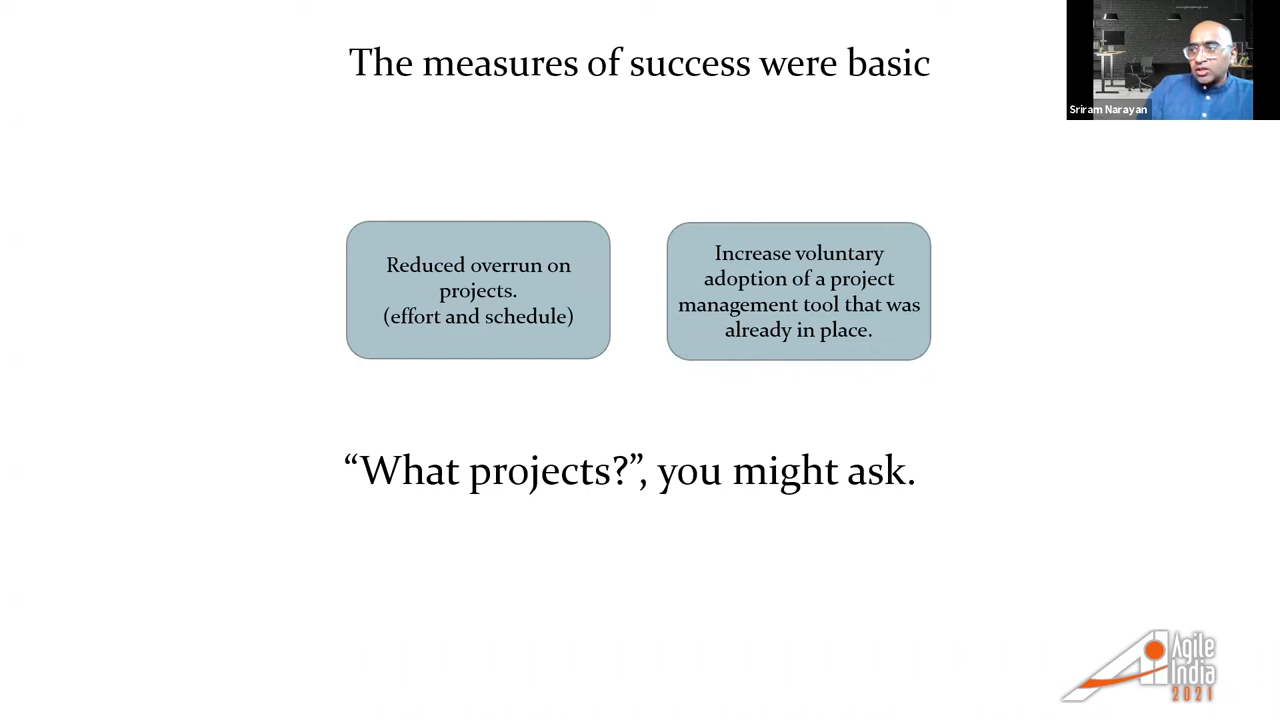 The measures of success were basic
Sriram Narayan
Reduced overrun on
projects.
(effort and schedule)
Increase voluntary
adoption of a project
management tool that was
already in place.
“What projects?”, you might ask.
Agile
India
2021